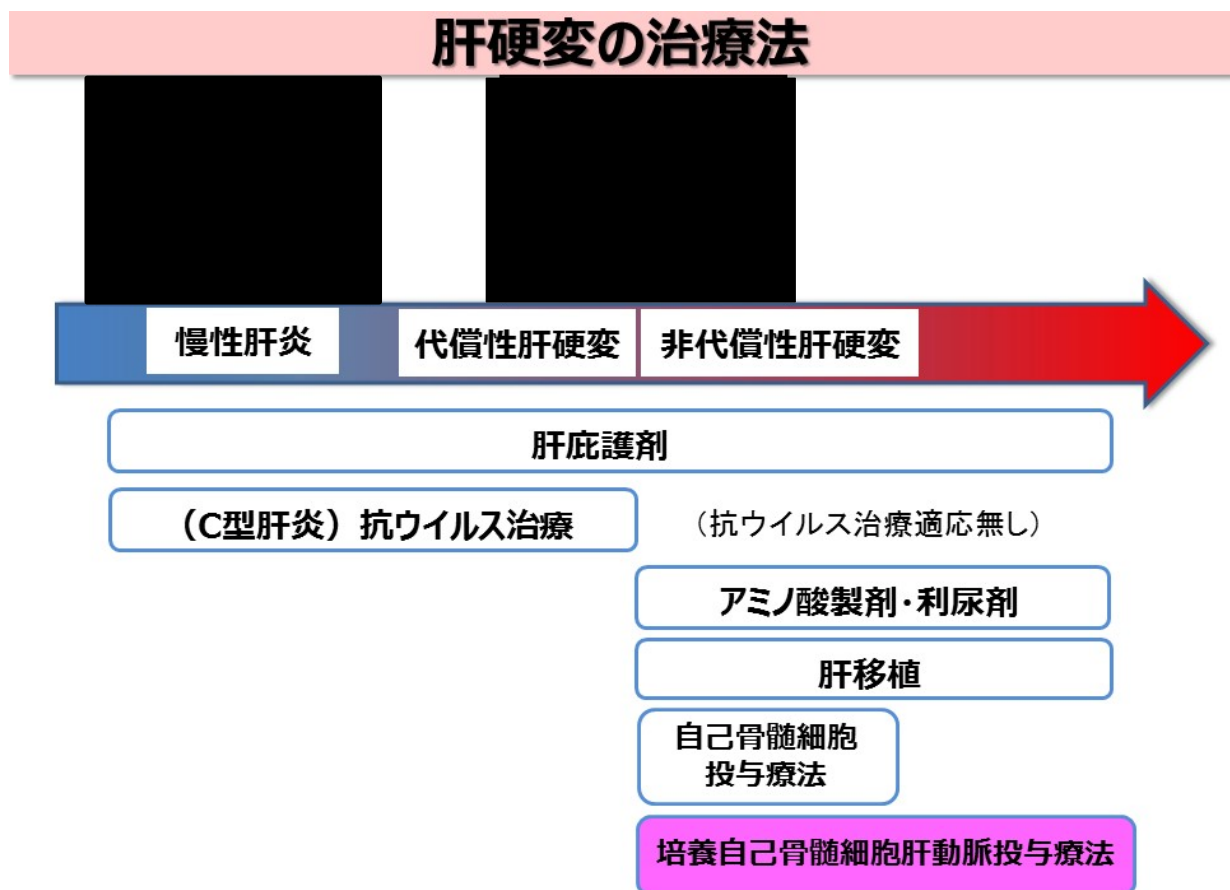 肝硬変の治療法
慢性肝炎
代償性肝硬変
非代償性肝硬変
肝庇護剤
（C型肝炎）抗ウイルス治療
（抗ウイルス治療適応無し）
アミノ酸製剤・利尿剤
肝移植
自己骨髄細胞
投与療法
培養自己骨髄細胞肝動脈投与療法